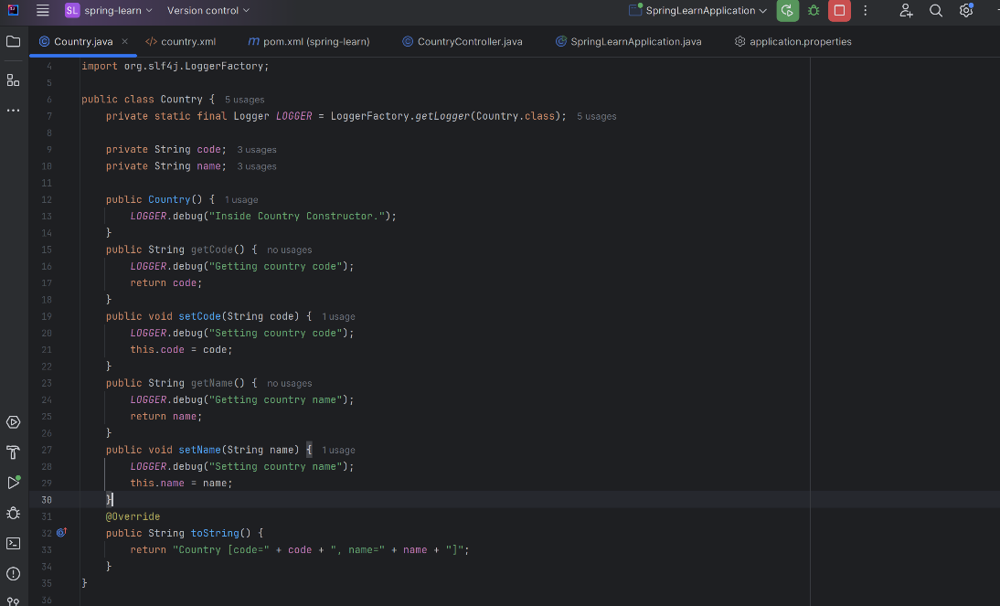 SL spring-learn Version control SpringLearnApplication
Country.java country.xml pom.xml (spring-learn) CountryController.java SpringLearnApplication.java application.properties
4 import org.slf4j.LoggerFactory;
5
6 public class Country { 5 usages
7 private static final Logger LOGGER = LoggerFactory.getLogger(Country.class); 5 usages
8
9 private String code; 3 usages
10 private String name; 3 usages
11
12 public Country() { 1 usage
13 LOGGER.debug("Inside Country Constructor.");
14 }
15 public String getCode() { no usages
16 LOGGER.debug("Getting country code");
17 return code;
18 }
19 public void setCode(String code) { 1 usage
20 LOGGER.debug("Setting country code");
21 this.code = code;
22 }
23 public String getName() { no usages
24 LOGGER.debug("Getting country name");
25 return name;
26 }
27 public void setName(String name) { 1 usage
28 LOGGER.debug("Setting country name");
29 this.name = name;
30 }
31 @Override
32 public String toString() {
33 return "Country [code=" + code + ", name=" + name + "]";
34 }
35 }
36